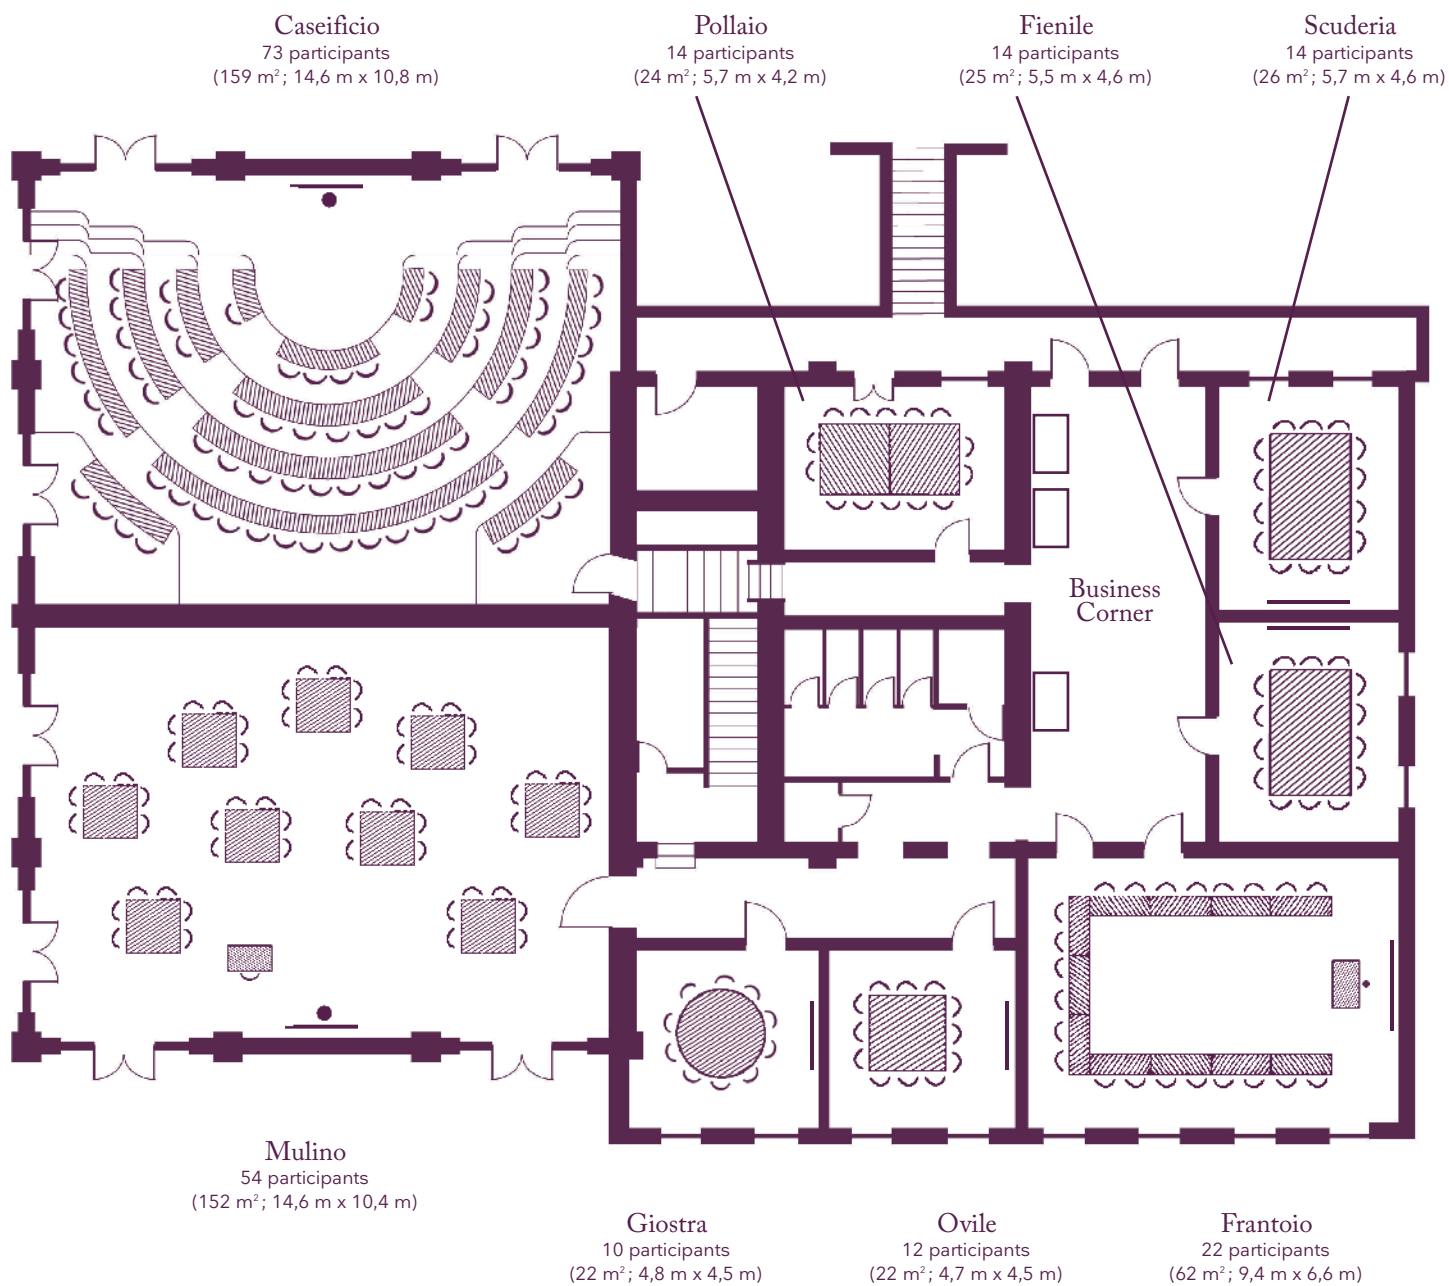 Caseificio
73 participants
(159 m²; 14,6 m x 10,8 m)
Pollaio
14 participants
(24 m²; 5,7 m x 4,2 m)
Fienile
14 participants
(25 m²; 5,5 m x 4,6 m)
Scuderia
14 participants
(26 m²; 5,7 m x 4,6 m)
Business
Corner
Mulino
54 participants
(152 m²; 14,6 m x 10,4 m)
Giostra
10 participants
(22 m²; 4,8 m x 4,5 m)
Ovile
12 participants
(22 m²; 4,7 m x 4,5 m)
Frantoio
22 participants
(62 m²; 9,4 m x 6,6 m)